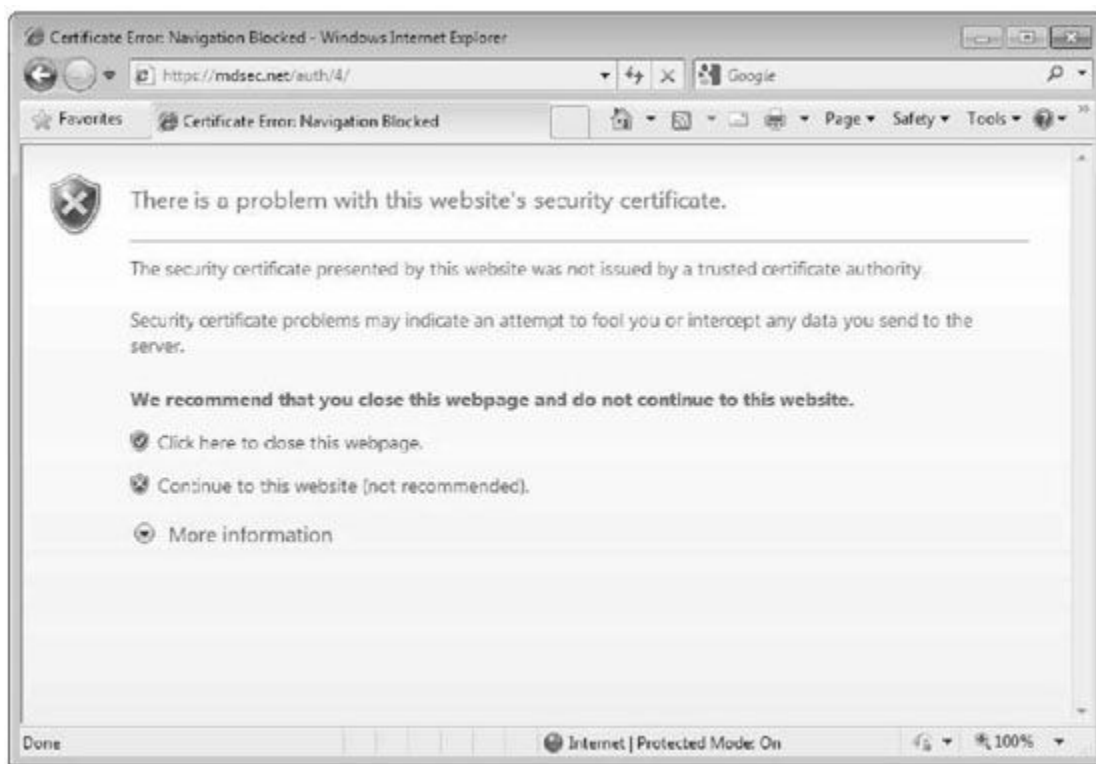 Certificate Error: Navigation Blocked - Windows Internet Explorer
https://mdsec.net/auth/4/
Google
Favorites
Certificate Error: Navigation Blocked
Page
Safety
Tools
There is a problem with this website's security certificate.
The security certificate presented by this website was not issued by a trusted certificate authority.
Security certificate problems may indicate an attempt to fool you or intercept any data you send to the
server.
We recommend that you close this webpage and do not continue to this website.
Click here to close this webpage.
Continue to this website (not recommended).
More information
Done
Internet | Protected Mode: On
100%